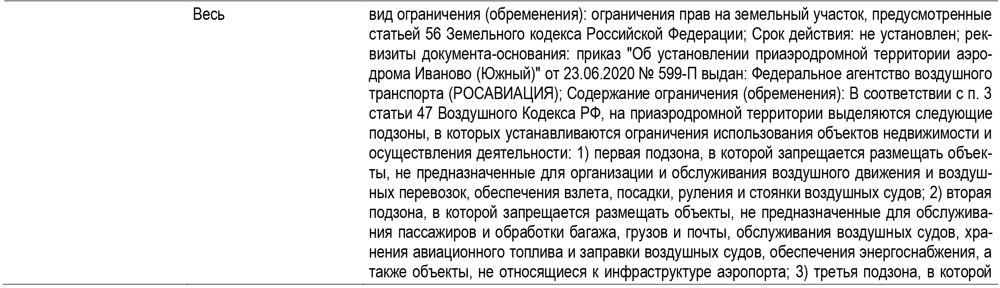 Весь
вид ограничения (обременения): ограничения прав на земельный участок, предусмотренные
статьей 56 Земельного кодекса Российской Федерации; Срок действия: не установлен; рек-
визиты документа-основания: приказ "Об установлении приаэродромной территории аэро-
дрома Иваново (Южный)" от 23.06.2020 № 599-П выдан: Федеральное агентство воздушного
транспорта (РОСАВИАЦИЯ); Содержание ограничения (обременения): В соответствии с п. 3
статьи 47 Воздушного Кодекса РФ, на приаэродромной территории выделяются следующие
подзоны, в которых устанавливаются ограничения использования объектов недвижимости и
осуществления деятельности: 1) первая подзона, в которой запрещается размещать объек-
ты, не предназначенные для организации и обслуживания воздушного движения и воздуш-
ных перевозок, обеспечения взлета, посадки, руления и стоянки воздушных судов; 2) вторая
подзона, в которой запрещается размещать объекты, не предназначенные для обслужива-
ния пассажиров и обработки багажа, грузов и почты, обслуживания воздушных судов, хра-
нения авиационного топлива и заправки воздушных судов, обеспечения энергоснабжения, а
также объекты, не относящиеся к инфраструктуре аэропорта; 3) третья подзона, в которой